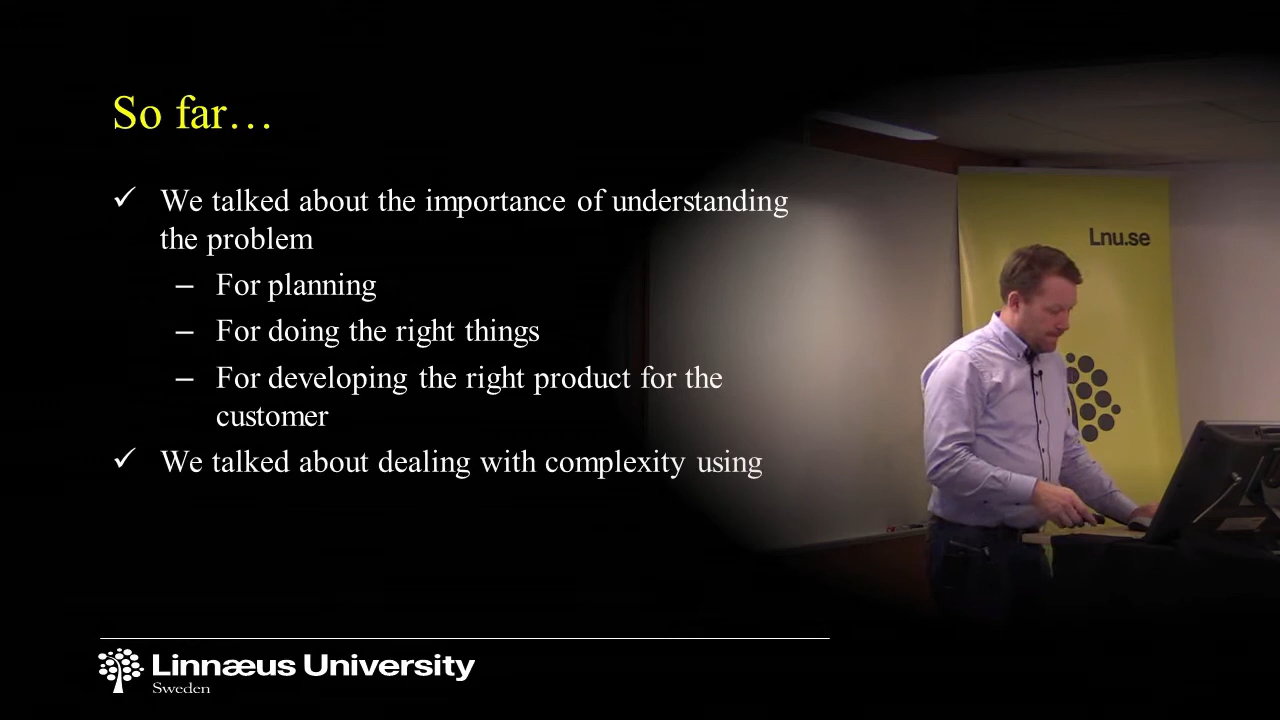 So far…
✓ We talked about the importance of understanding
the problem
– For planning
– For doing the right things
– For developing the right product for the
customer
✓ We talked about dealing with complexity using
Lnu.se
Linnæus University
Sweden